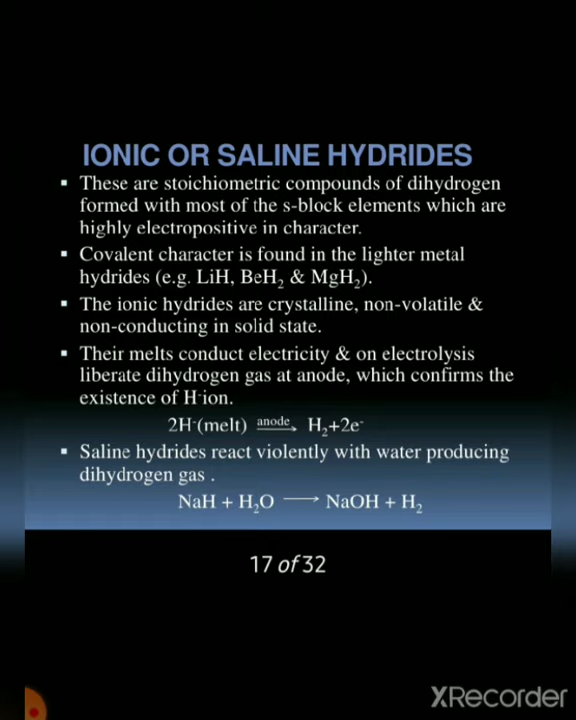 IONIC OR SALINE HYDRIDES
▪ These are stoichiometric compounds of dihydrogen
formed with most of the s-block elements which are
highly electropositive in character.
▪ Covalent character is found in the lighter metal
hydrides (e.g. LiH, BeH₂ & MgH₂).
▪ The ionic hydrides are crystalline, non-volatile &
non-conducting in solid state.
▪ Their melts conduct electricity & on electrolysis
liberate dihydrogen gas at anode, which confirms the
existence of H⁻ion.
2H⁻(melt) anode→ H₂+2e⁻
▪ Saline hydrides react violently with water producing
dihydrogen gas .
NaH + H₂O ⟶ NaOH + H₂
17 of 32
XRecorder